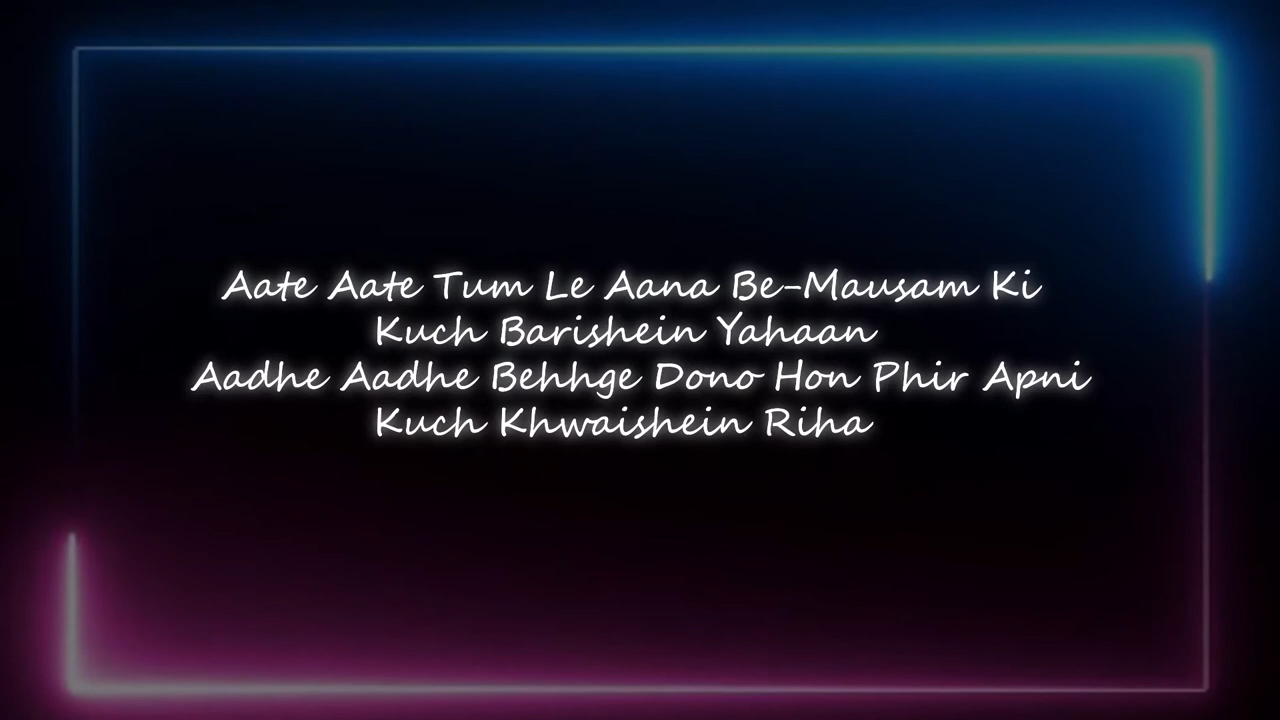 Aate Aate Tum Le Aana Be-Mausam Ki
Kuch Barishein Yahaan
Aadhe Aadhe Behhge Dono Hon Phir Apni
Kuch Khwaishein Riha